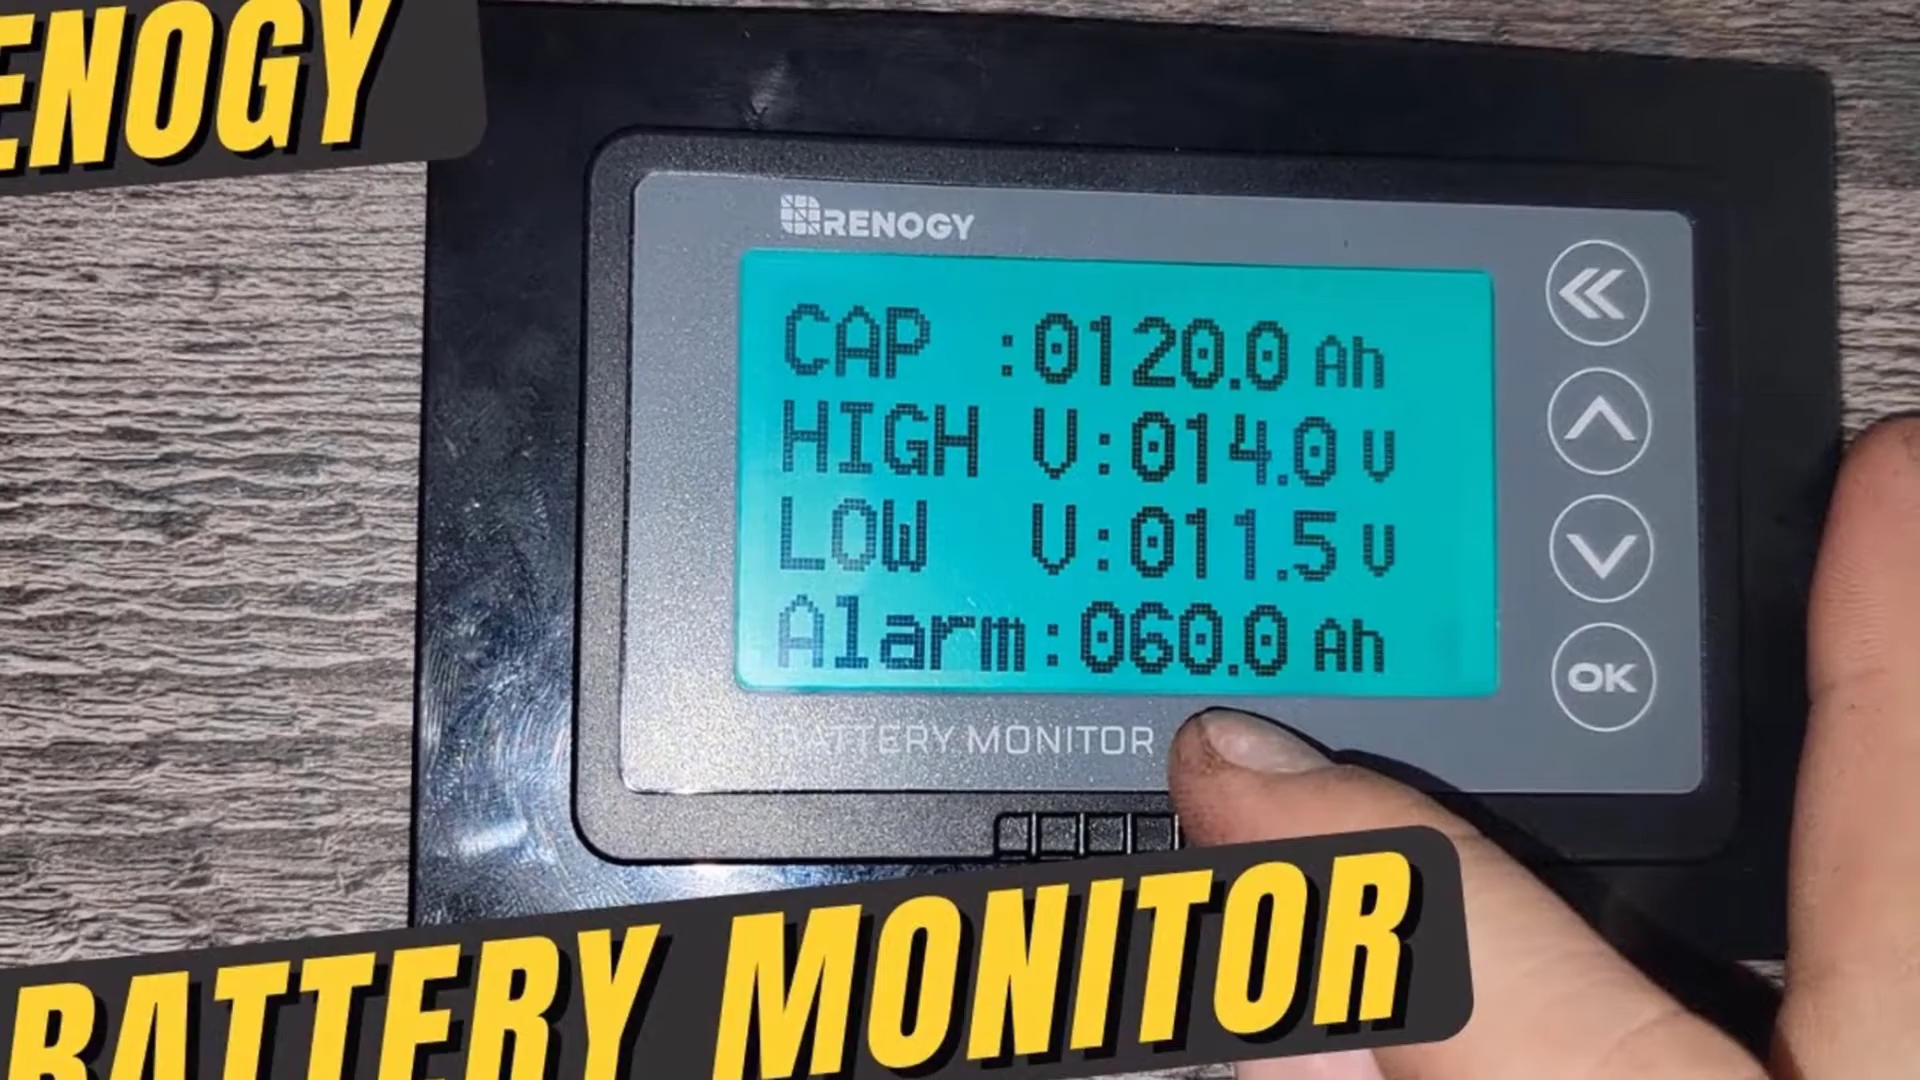 ENOGY
RENOGY
CAP :0120.0 Ah
HIGH V:014.0 V
LOW V:011.5 V
Alarm:060.0 Ah
OK
BATTERY MONITOR
BATTERY MONITOR